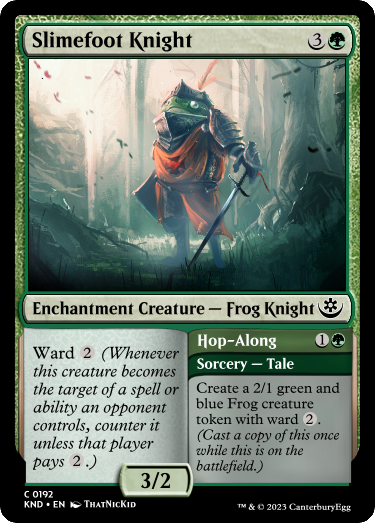 Slimefoot Knight 3
Enchantment Creature — Frog Knight
Ward 2 (Whenever
this creature becomes
the target of a spell or
ability an opponent
controls, counter it
unless that player
pays 2.)
Hop-Along 1
Sorcery — Tale
Create a 2/1 green and
blue Frog creature
token with ward 2.
(Cast a copy of this once
while this is on the
battlefield.)
3/2
C 0192
KND • EN ThatNicKid
™ & © 2023 CanterburyEgg